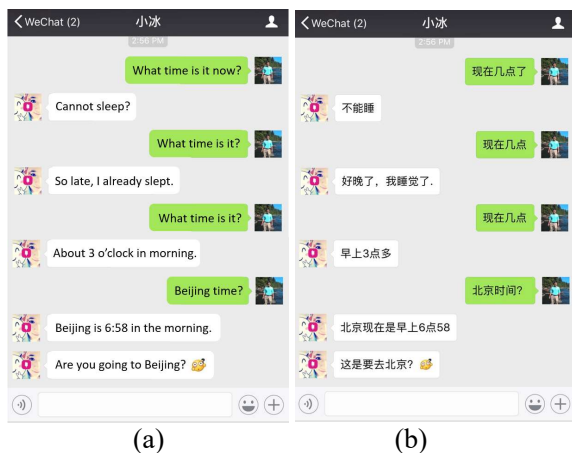 WeChat (2)
小冰
2:56 PM
What time is it now?
Cannot sleep?
What time is it?
So late, I already slept.
What time is it?
About 3 o’clock in morning.
Beijing time?
Beijing is 6:58 in the morning.
Are you going to Beijing?
(a)
WeChat (2)
小冰
2:56 PM
现在几点了
不能睡
现在几点
好晚了，我睡觉了.
现在几点
早上3点多
北京时间?
北京现在是早上6点58
这是要去北京?
(b)